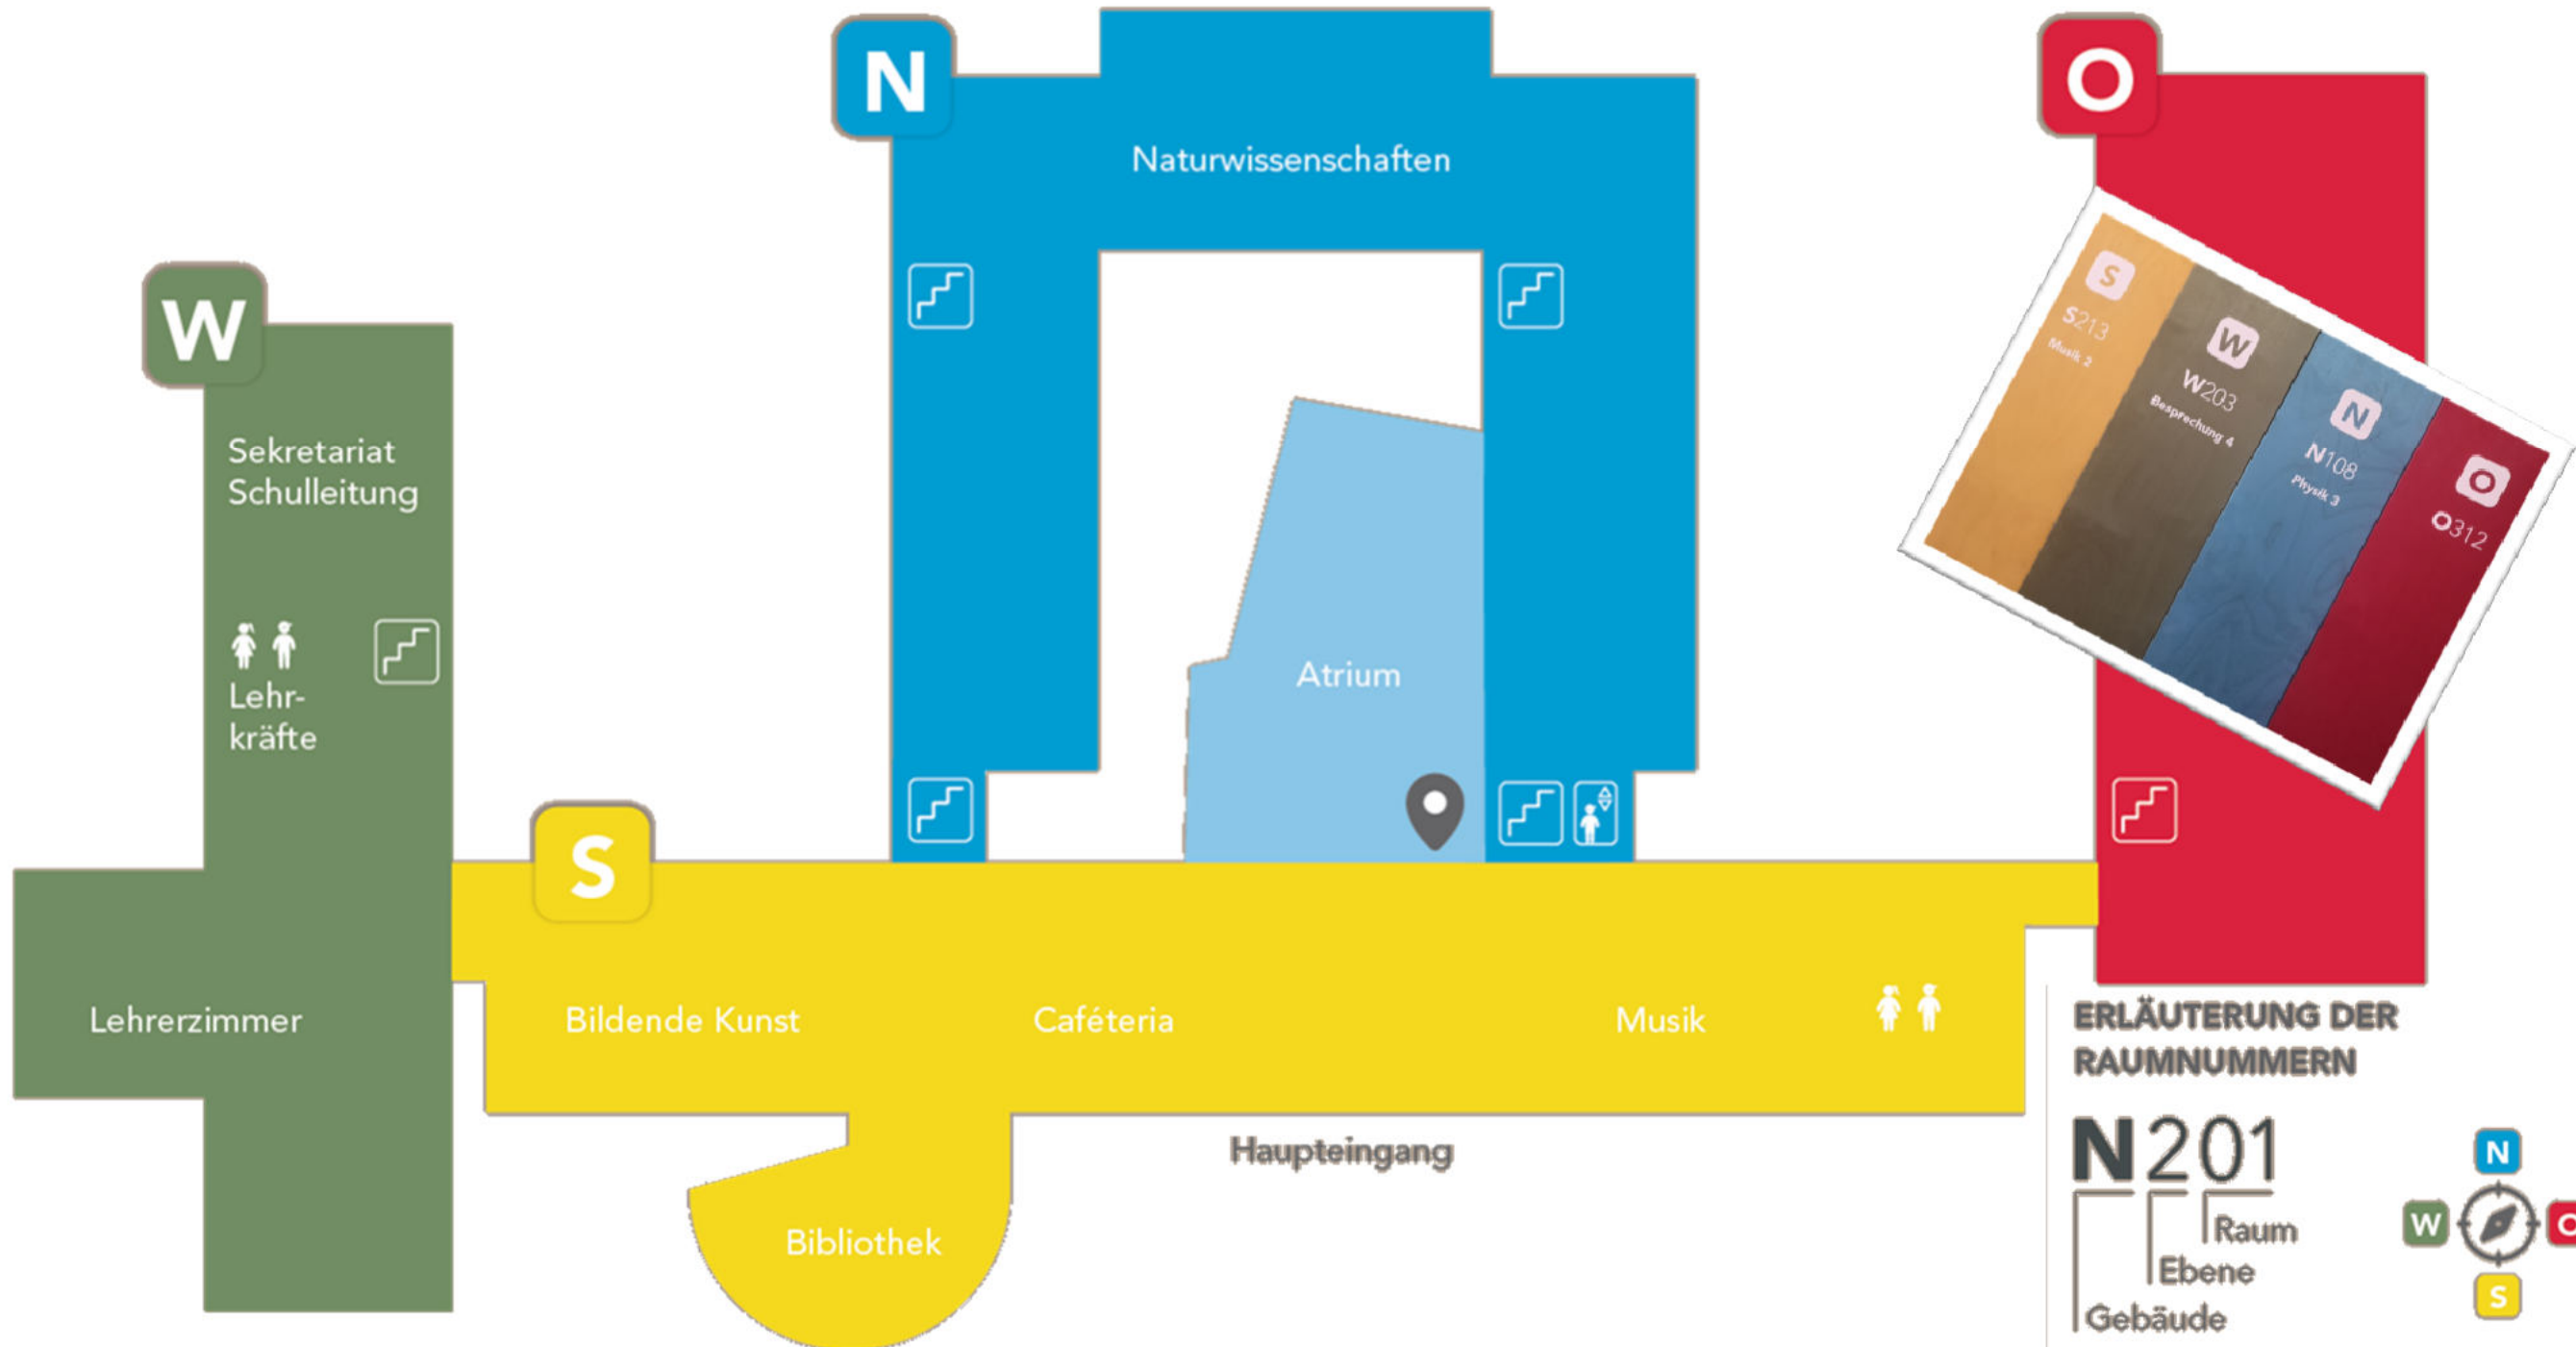 N
Naturwissenschaften
O
W
Sekretariat
Schulleitung
Lehr-
kräfte
Atrium
S
S213
Musik 2
W
W203
Besprechung 4
N
N108
Physik 3
O
O312
S
Lehrerzimmer
Bildende Kunst
Caféteria
Musik
Haupteingang
Bibliothek
ERLÄUTERUNG DER
RAUMNUMMERN
N201
Raum
Ebene
Gebäude
N
W
O
S